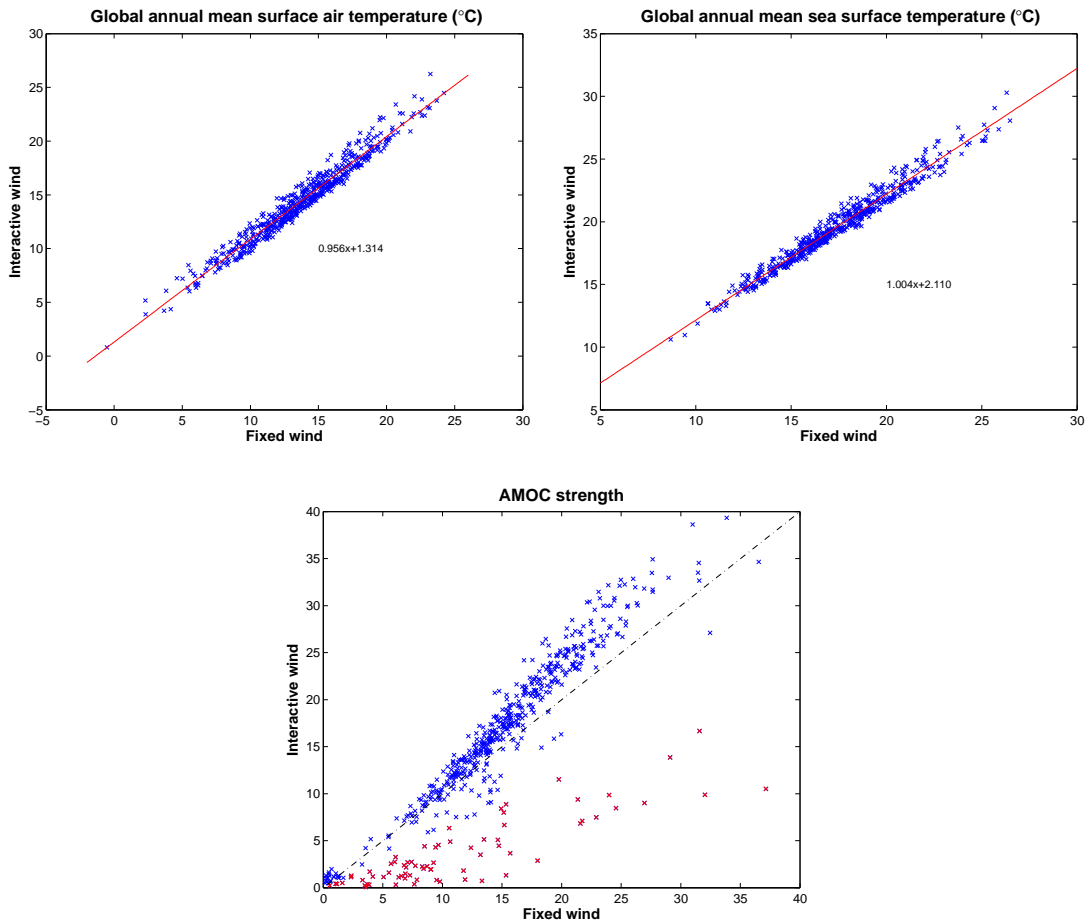 Global annual mean surface air temperature (°C)
30
25
20
15
10
5
0
−5
−5 0 5 10 15 20 25 30
Interactive wind
Fixed wind
0.956x+1.314
Global annual mean sea surface temperature (°C)
35
30
25
20
15
10
5
5 10 15 20 25 30
Interactive wind
Fixed wind
1.004x+2.110
AMOC strength
40
35
30
25
20
15
10
5
0
0 5 10 15 20 25 30 35 40
Interactive wind
Fixed wind